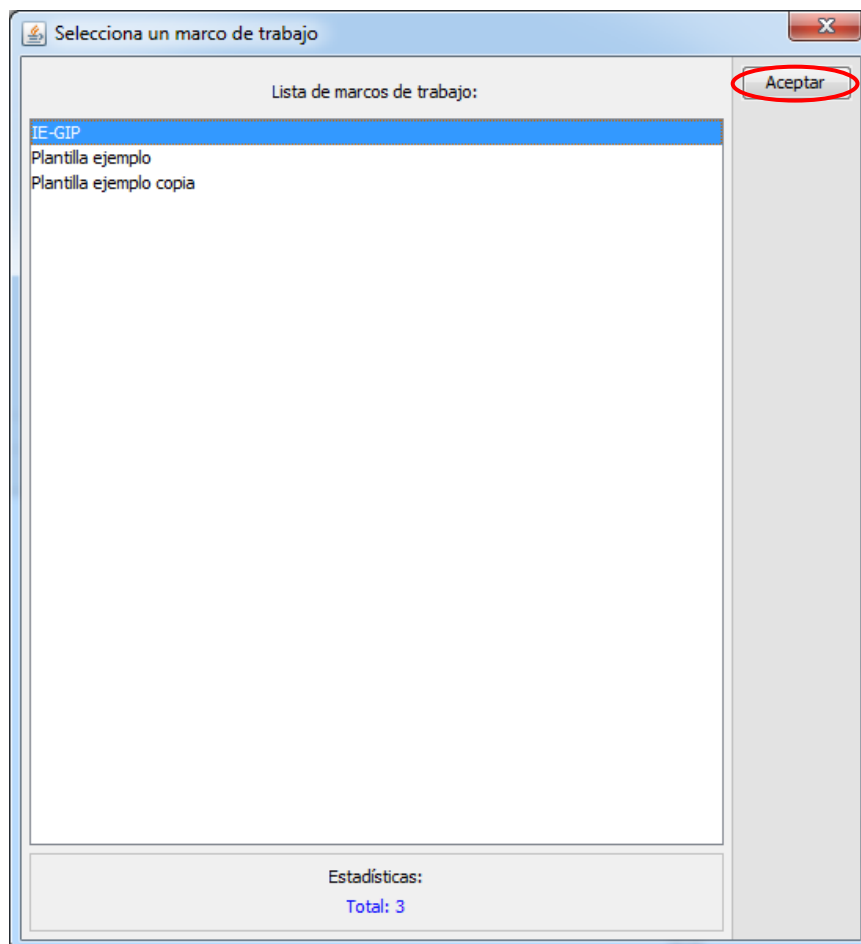 Selecciona un marco de trabajo
Lista de marcos de trabajo:
Aceptar
IE-GIP
Plantilla ejemplo
Plantilla ejemplo copia
Estadísticas:
Total: 3